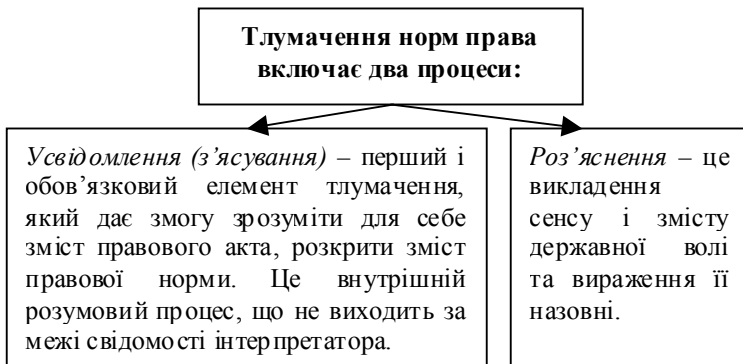 Тлумачення норм права
включає два процеси:
Усвідомлення (з’ясування) – перший і
обов’язковий елемент тлумачення,
який дає змогу зрозуміти для себе
зміст правового акта, розкрити зміст
правової норми. Це внутрішній
розумовий процес, що не виходить за
межі свідомості інтерпретатора.
Роз’яснення – це
викладення
сенсу і змісту
державної волі
та вираження її
назовні.